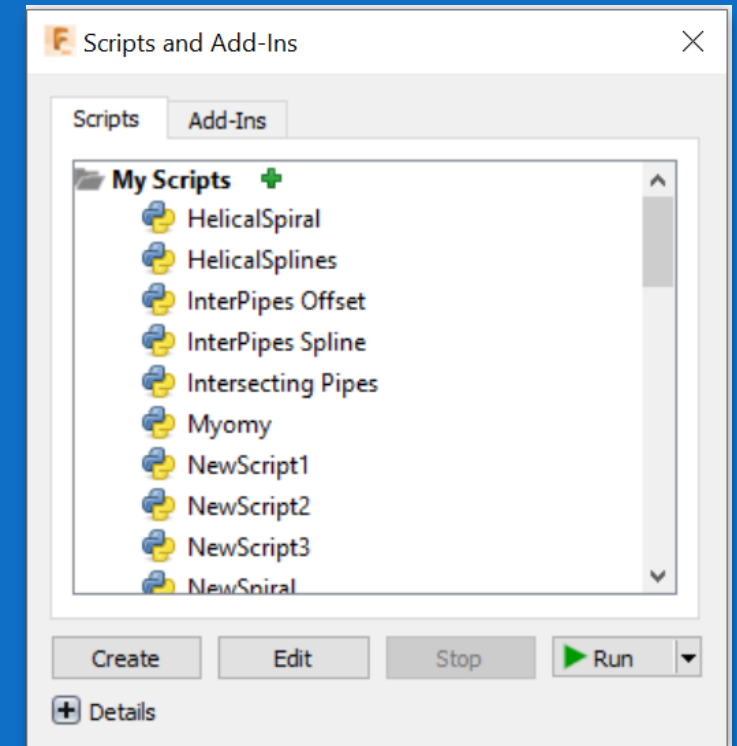 Scripts and Add-Ins
Scripts Add-Ins
My Scripts
HelicalSpiral
HelicalSplines
InterPipes Offset
InterPipes Spline
Intersecting Pipes
Myomy
NewScript1
NewScript2
NewScript3
NewSpiral
Create Edit Stop Run
Details